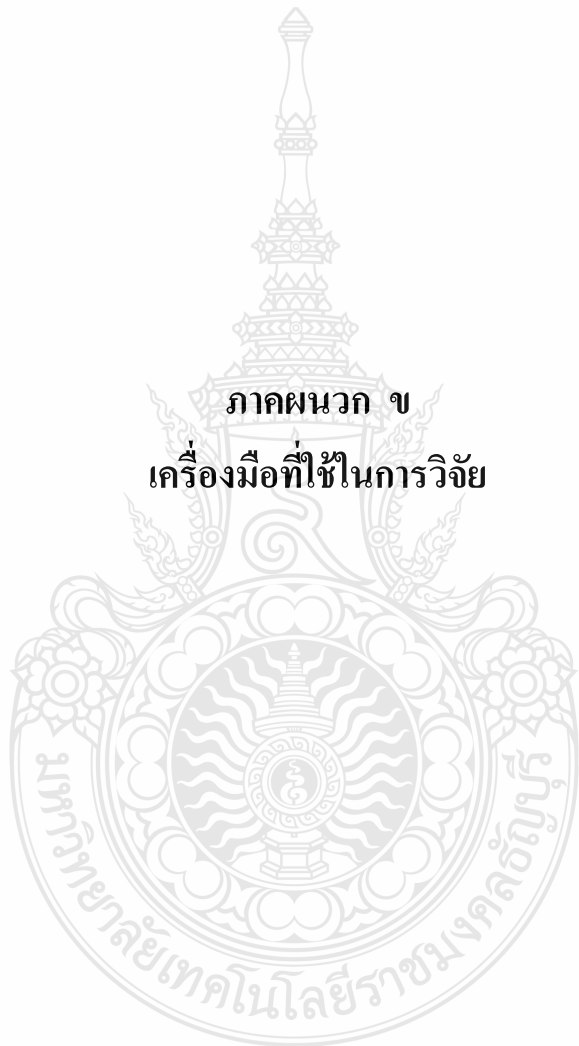 ภาคผนวก ข
เครื่องมือที่ใช้ในการวิจัย
มหาวิทยาลัยเทคโนโลยีราชมงคลธัญบุรี